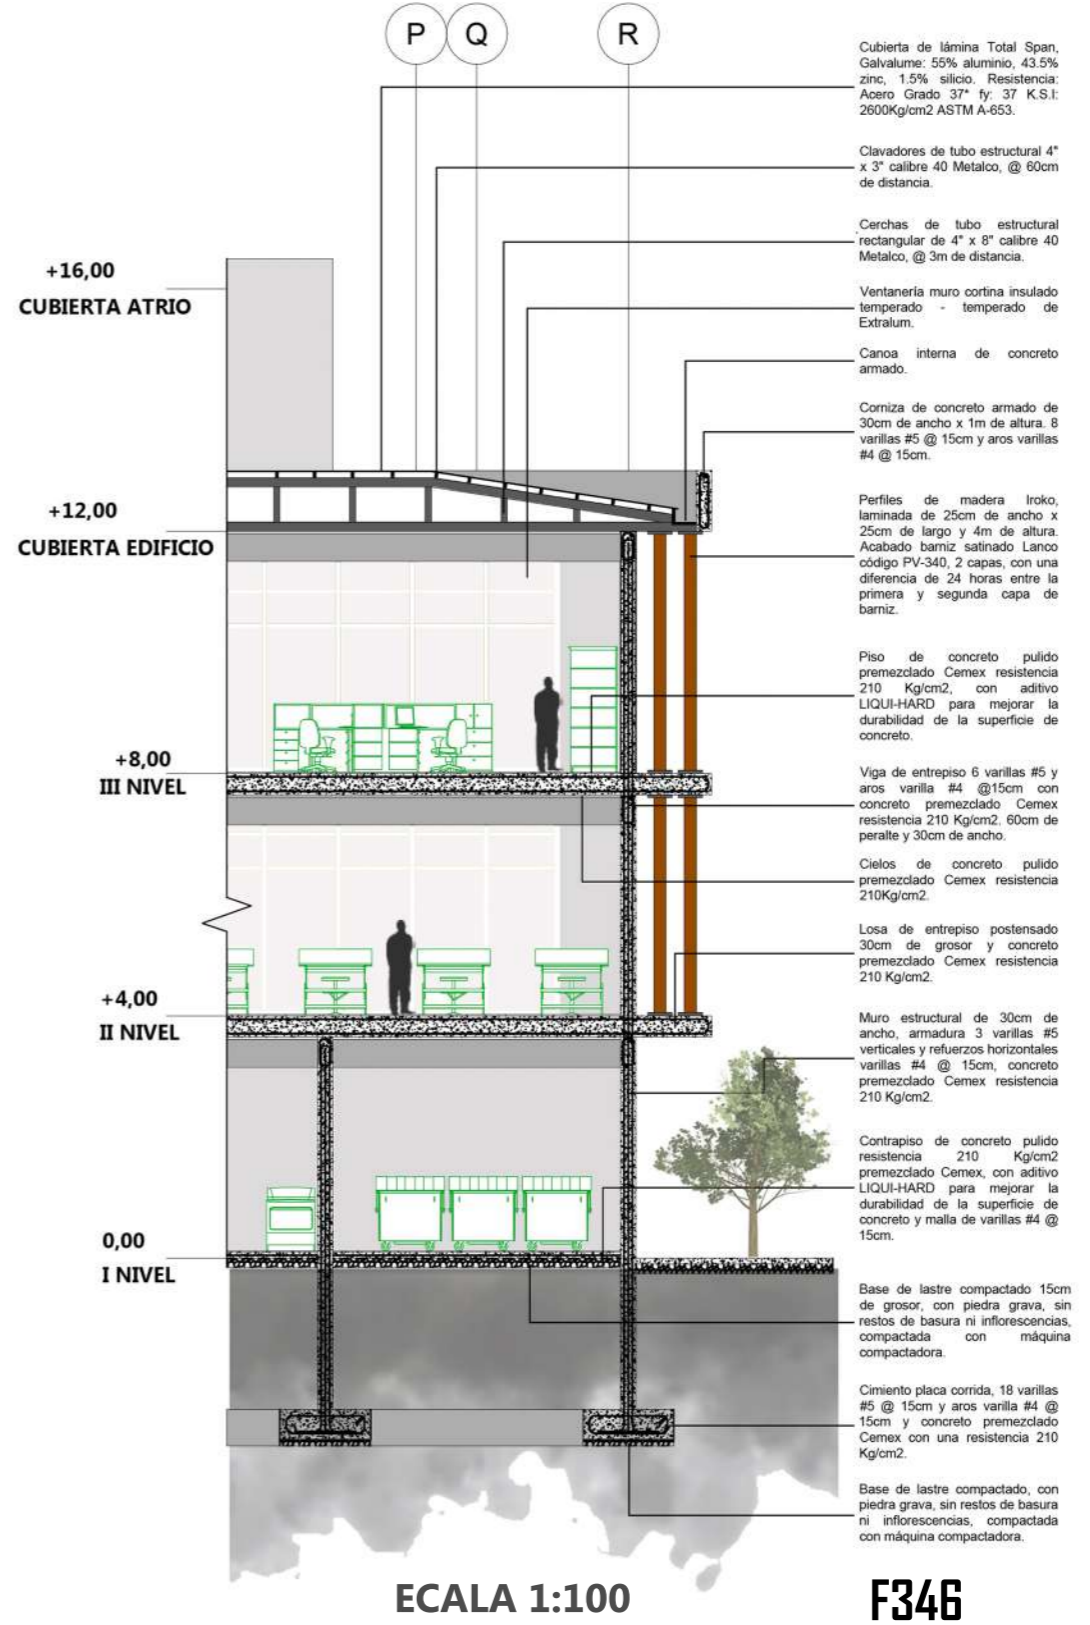 P Q R
Cubierta de lámina Total Span,
Galvalume: 55% aluminio, 43.5%
zinc, 1.5% silicio. Resistencia:
Acero Grado 37* fy: 37 K.S.I:
2600Kg/cm2 ASTM A-653.
Clavadores de tubo estructural 4"
x 3" calibre 40 Metalco, @ 60cm
de distancia.
Cerchas de tubo estructural
rectangular de 4" x 8" calibre 40
Metalco, @ 3m de distancia.
Ventanería muro cortina insulado
temperado - temperado de
Extralum.
Canoa interna de concreto
armado.
Corniza de concreto armado de
30cm de ancho x 1m de altura. 8
varillas #5 @ 15cm y aros varillas
#4 @ 15cm.
Perfiles de madera Iroko,
laminada de 25cm de ancho x
25cm de largo y 4m de altura.
Acabado barniz satinado Lanco
código PV-340, 2 capas, con una
diferencia de 24 horas entre la
primera y segunda capa de
barniz.
Piso de concreto pulido
premezclado Cemex resistencia
210 Kg/cm2, con aditivo
LIQUI-HARD para mejorar la
durabilidad de la superficie de
concreto.
Viga de entrepiso 6 varillas #5 y
aros varilla #4 @15cm con
concreto premezclado Cemex
resistencia 210 Kg/cm2. 60cm de
peralte y 30cm de ancho.
Cielos de concreto pulido
premezclado Cemex resistencia
210Kg/cm2.
Losa de entrepiso postensado
30cm de grosor y concreto
premezclado Cemex resistencia
210 Kg/cm2.
Muro estructural de 30cm de
ancho, armadura 3 varillas #5
verticales y refuerzos horizontales
varillas #4 @ 15cm, concreto
premezclado Cemex resistencia
210 Kg/cm2.
Contrapiso de concreto pulido
resistencia 210 Kg/cm2
premezclado Cemex, con aditivo
LIQUI-HARD para mejorar la
durabilidad de la superficie de
concreto y malla de varillas #4 @
15cm.
Base de lastre compactado 15cm
de grosor, con piedra grava, sin
restos de basura ni inflorescencias,
compactada con máquina
compactadora.
Cimiento placa corrida, 18 varillas
#5 @ 15cm y aros varilla #4 @
15cm y concreto premezclado
Cemex con una resistencia 210
Kg/cm2.
Base de lastre compactado, con
piedra grava, sin restos de basura
ni inflorescencias, compactada
con máquina compactadora.
+16,00
CUBIERTA ATRIO
+12,00
CUBIERTA EDIFICIO
+8,00
III NIVEL
+4,00
II NIVEL
0,00
I NIVEL
ECALA 1:100
F346